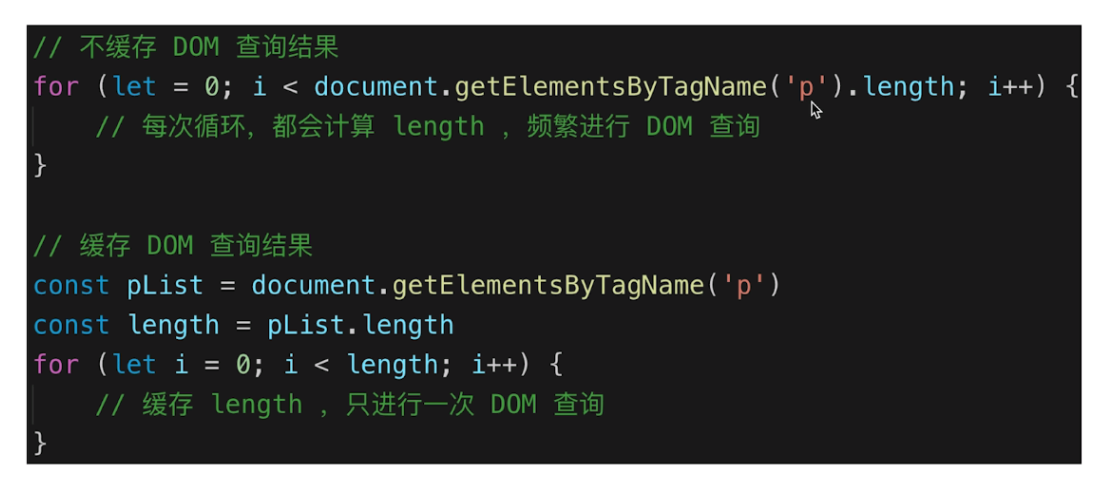 // 不缓存 DOM 查询结果
for (let = 0; i < document.getElementsByTagName('p').length; i++) {
    // 每次循环，都会计算 length ，频繁进行 DOM 查询
}
// 缓存 DOM 查询结果
const pList = document.getElementsByTagName('p')
const length = pList.length
for (let i = 0; i < length; i++) {
    // 缓存 length ，只进行一次 DOM 查询
}